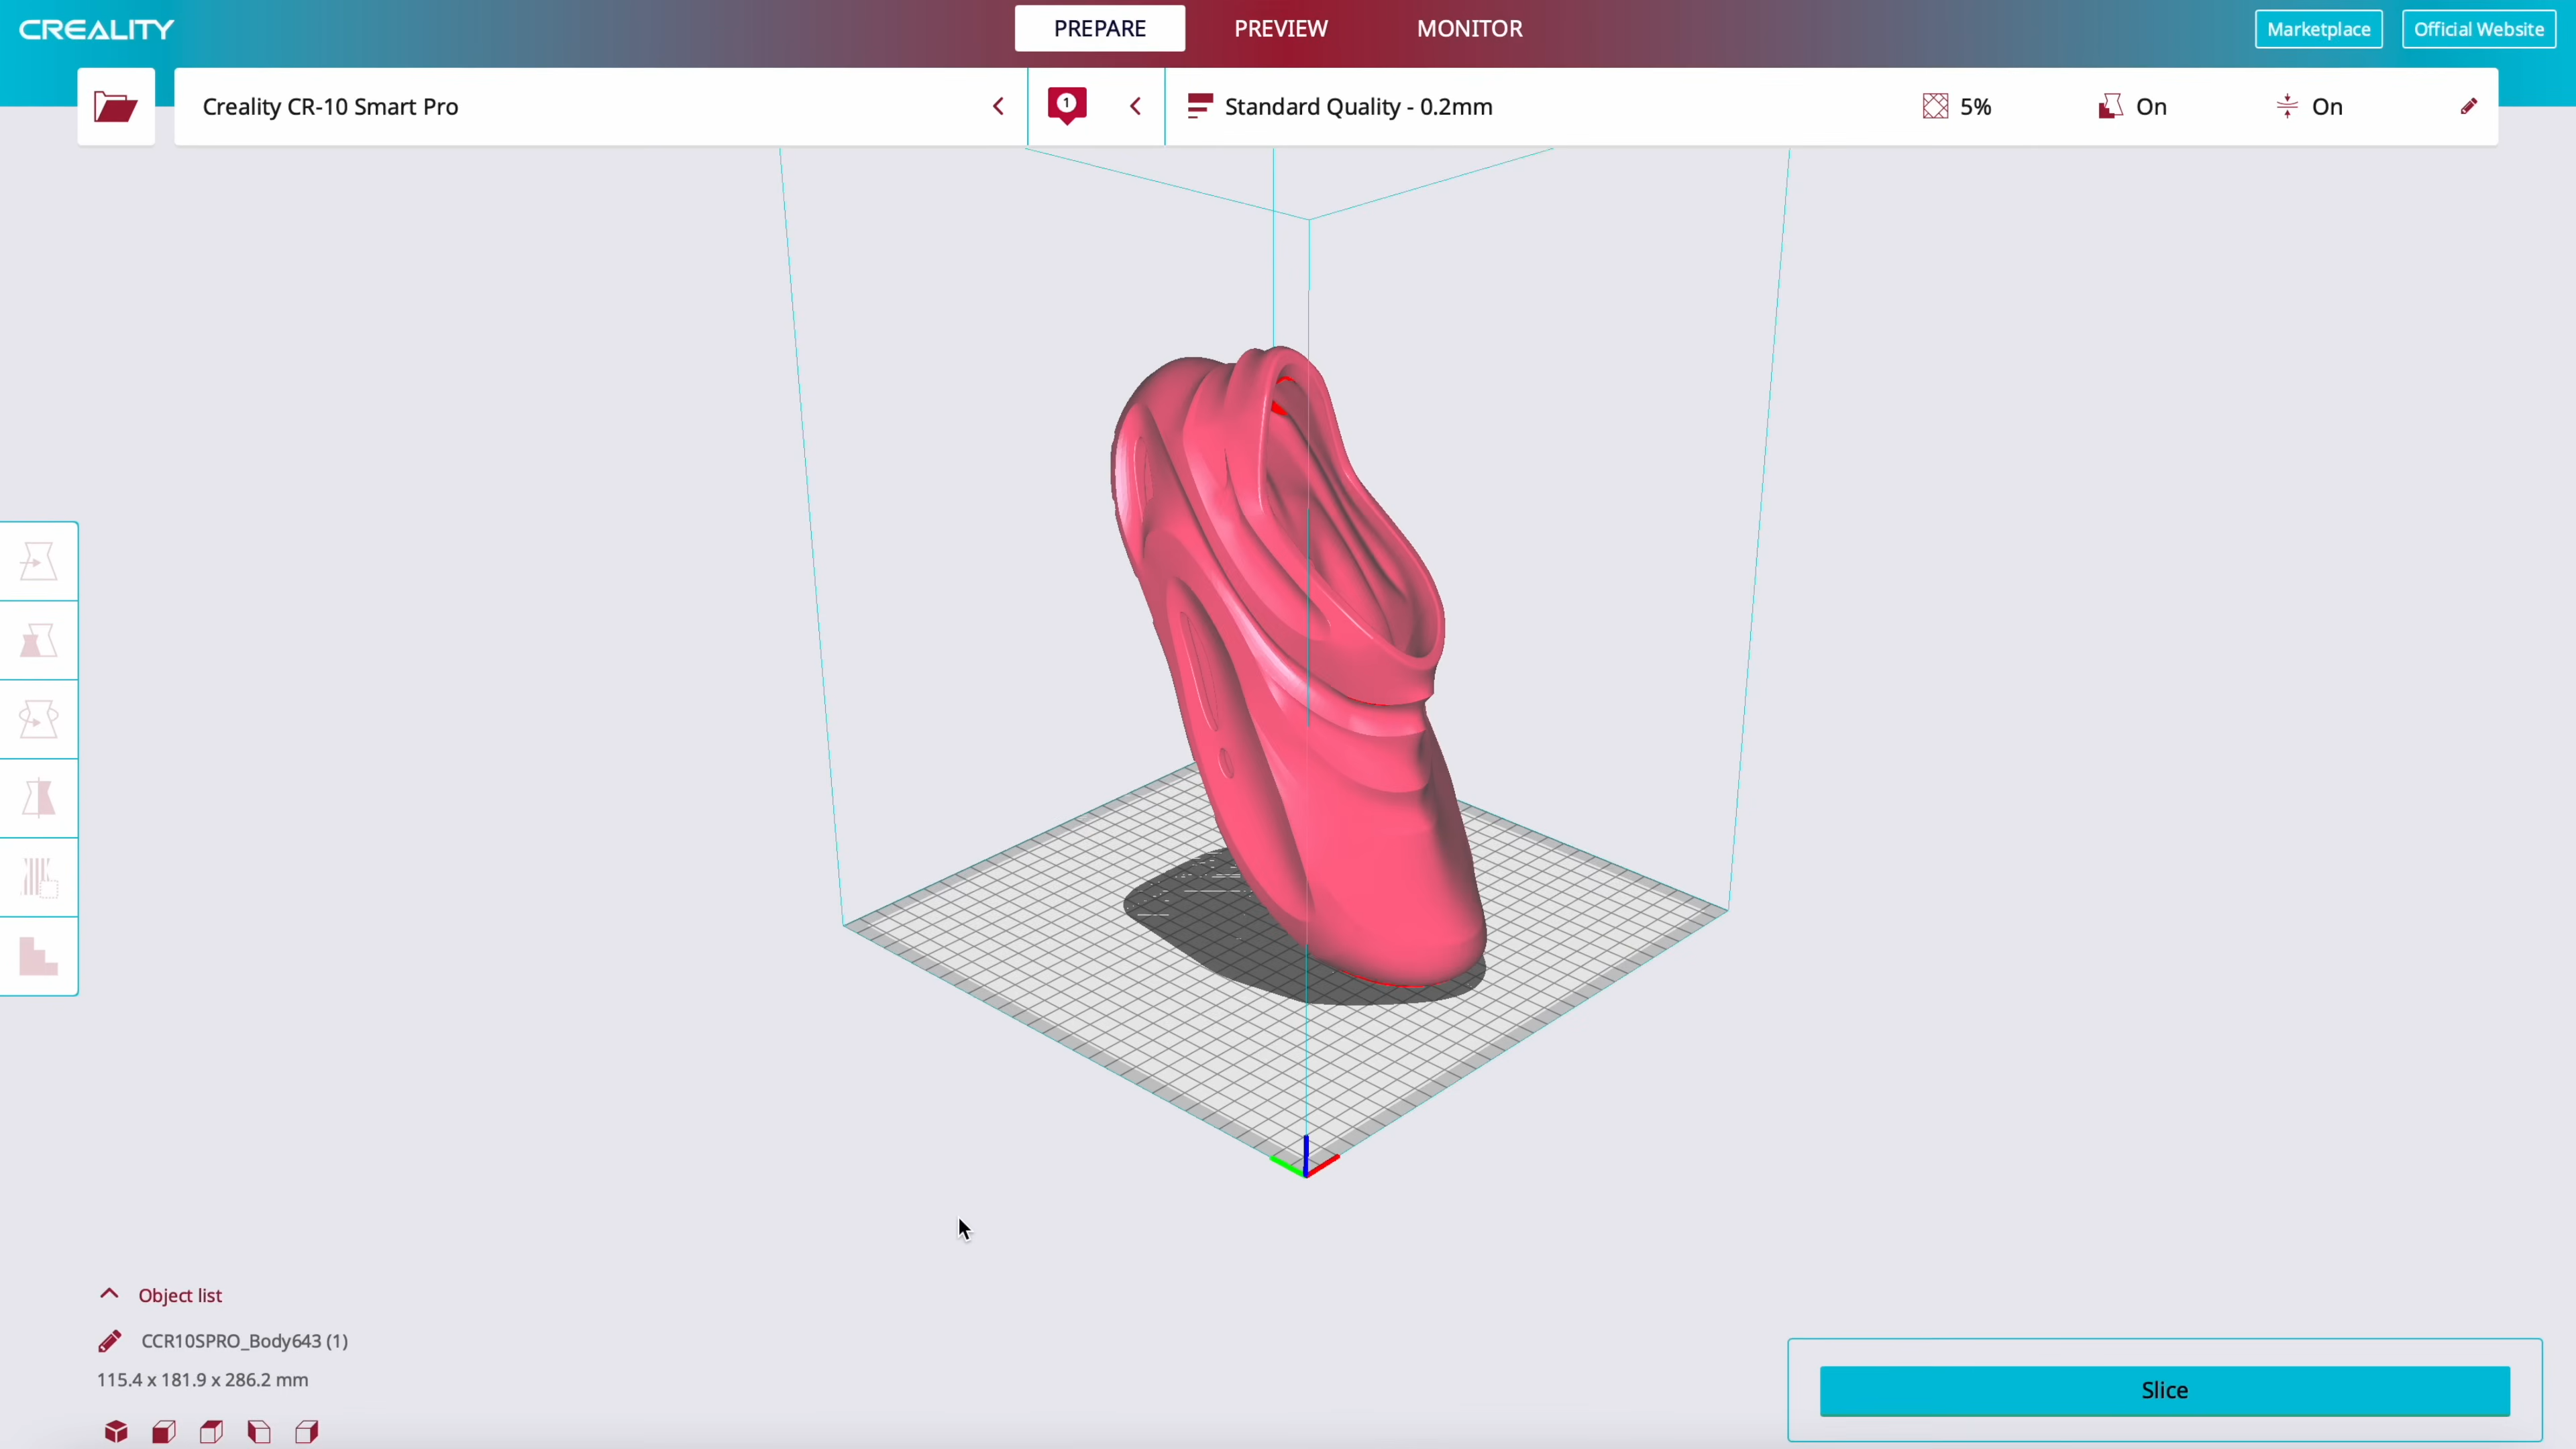 CREALITY
PREPARE
PREVIEW
MONITOR
Marketplace
Official Website
Creality CR-10 Smart Pro
1
Standard Quality - 0.2mm
5%
On
On
Object list
CCR10SPRO_Body643 (1)
115.4 x 181.9 x 286.2 mm
Slice